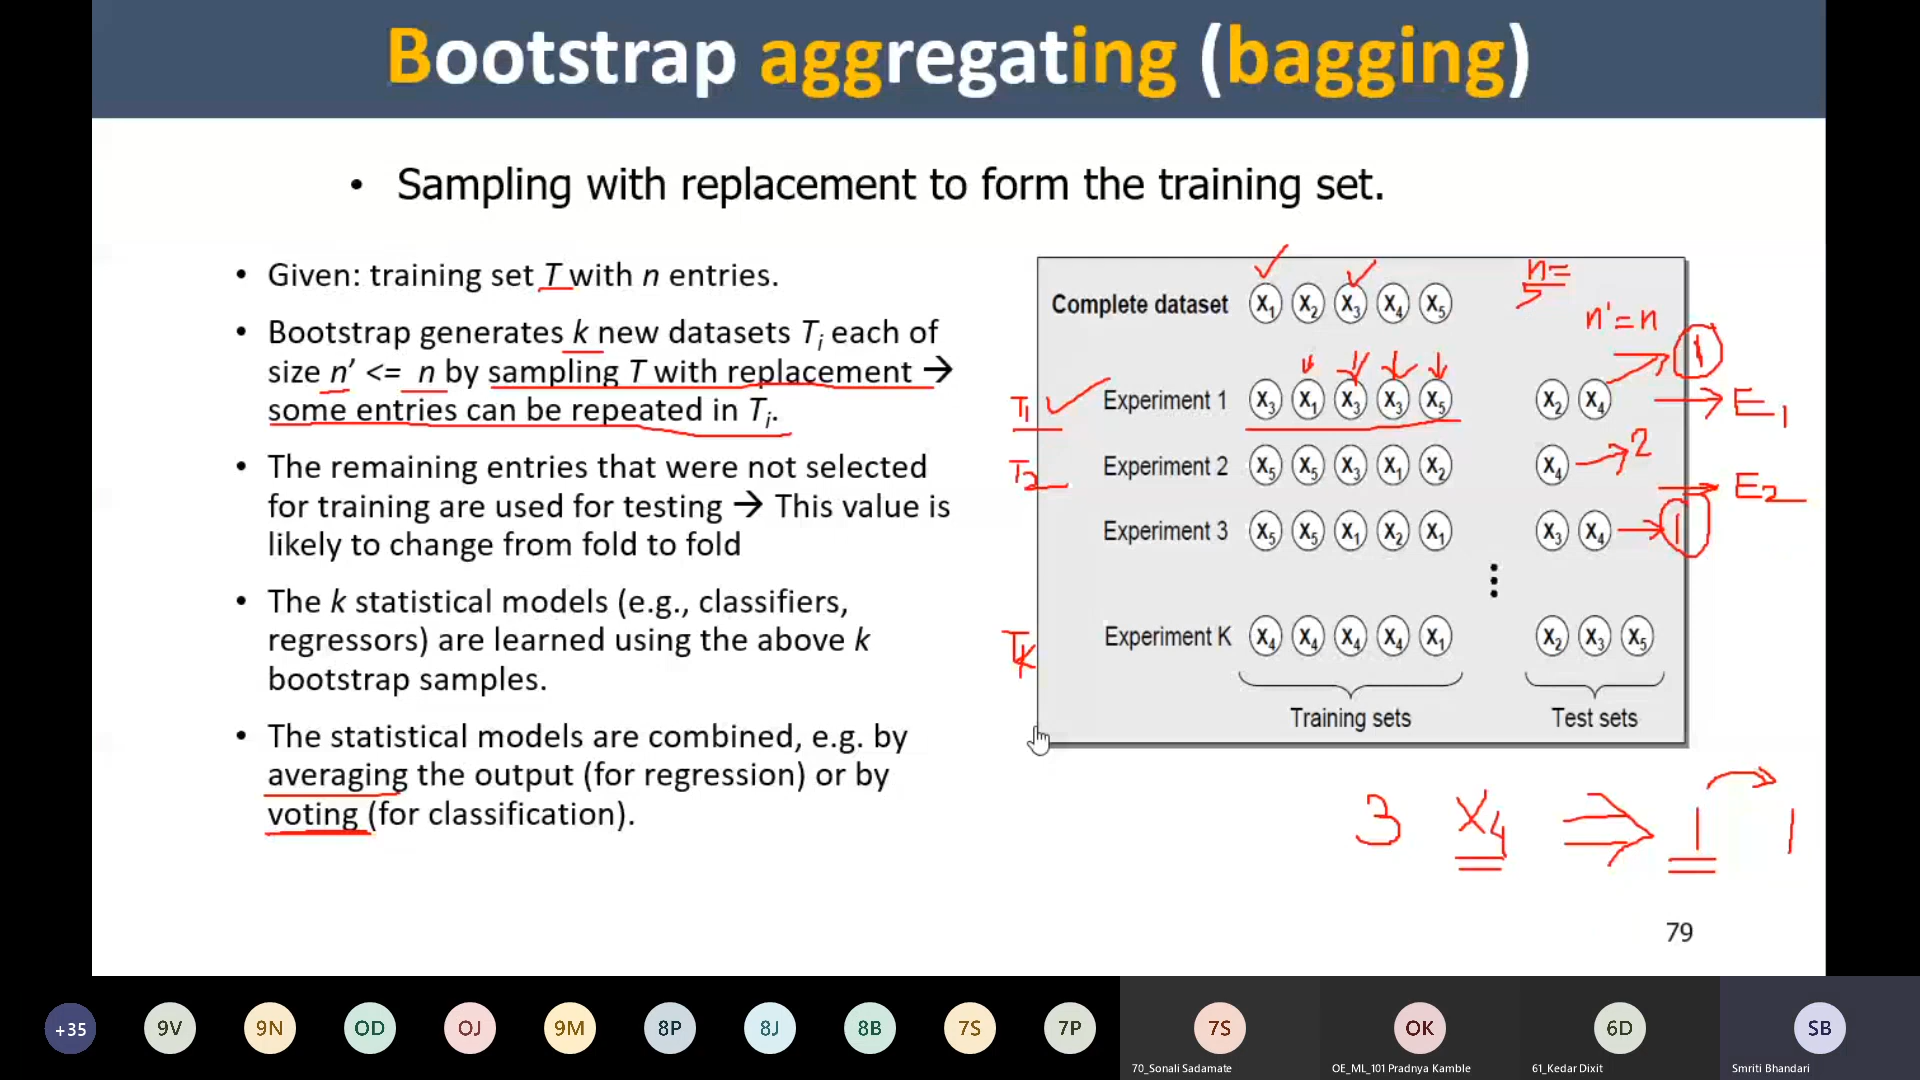 Bootstrap aggregating (bagging)
• Sampling with replacement to form the training set.
• Given: training set T with n entries.
• Bootstrap generates k new datasets Ti each of
size n' <= n by sampling T with replacement →
some entries can be repeated in Ti.
• The remaining entries that were not selected
for training are used for testing → This value is
likely to change from fold to fold
• The k statistical models (e.g., classifiers,
regressors) are learned using the above k
bootstrap samples.
• The statistical models are combined, e.g. by
averaging the output (for regression) or by
voting (for classification).
n=
5
Complete dataset X1 X2 X3 X4 X5
n'=n
1
T1 Experiment 1 X3 X1 X3 X3 X5 X2 X4 → E1
T2 Experiment 2 X5 X5 X3 X1 X2 X4 → 2
→ E2
Experiment 3 X5 X5 X1 X2 X1 X3 X4 → 1
TK Experiment K X4 X4 X4 X4 X1 X2 X3 X5
Training sets Test sets
3 X4 ⇒ 1 1
79
+35 9V 9N OD OJ 9M 8P 8J 8B 7S 7P 7S OK 6D SB
70_Sonali Sadamate OE_ML_101 Pradnya Kamble 61_Kedar Dixit Smriti Bhandari